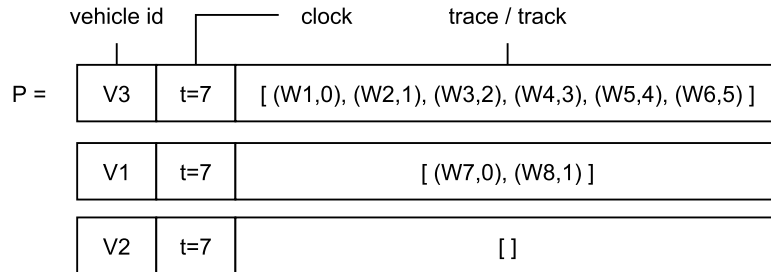 vehicle id clock trace / track
P = V3 t=7 [ (W1,0), (W2,1), (W3,2), (W4,3), (W5,4), (W6,5) ]
V1 t=7 [ (W7,0), (W8,1) ]
V2 t=7 [ ]